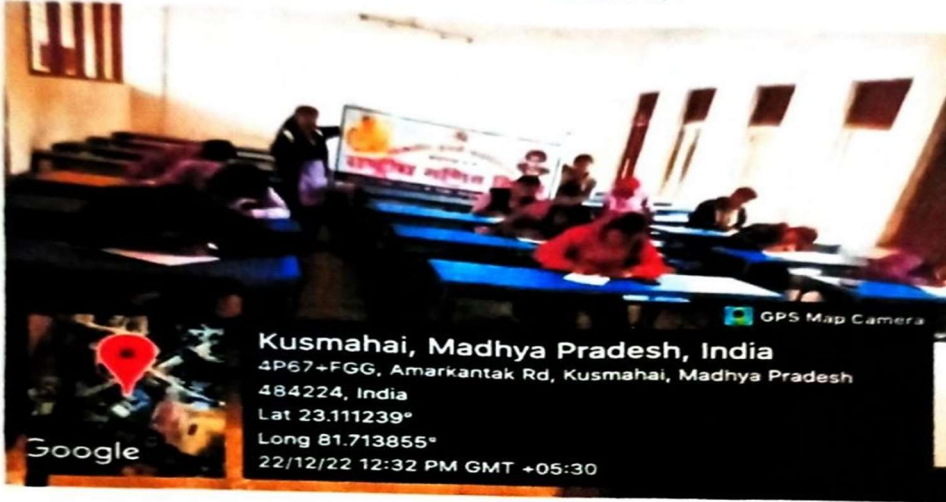 राष्ट्रीय गणित
GPS Map Camera
Kusmahai, Madhya Pradesh, India
4P67+FGG, Amarkantak Rd, Kusmahai, Madhya Pradesh
484224, India
Lat 23.111239°
Long 81.713855°
22/12/22 12:32 PM GMT +05:30
Google